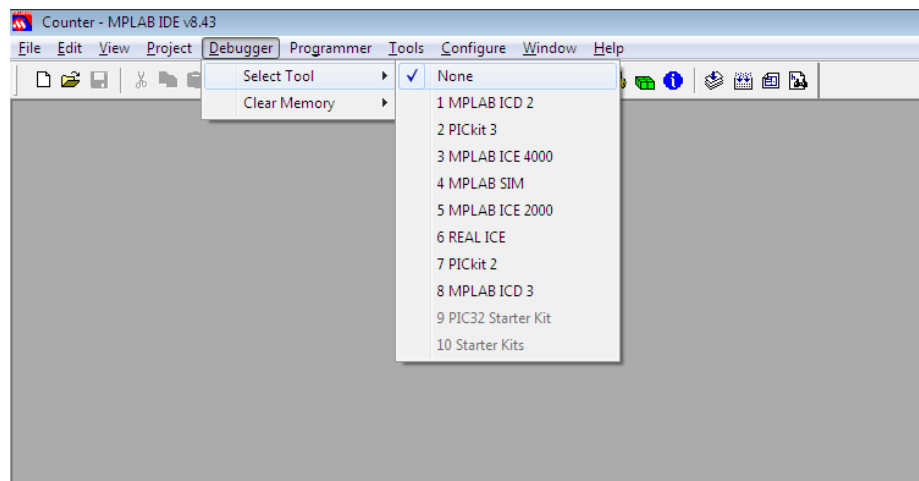 Counter - MPLAB IDE v8.43
File Edit View Project Debugger Programmer Tools Configure Window Help
Select Tool
Clear Memory
None
1 MPLAB ICD 2
2 PICkit 3
3 MPLAB ICE 4000
4 MPLAB SIM
5 MPLAB ICE 2000
6 REAL ICE
7 PICkit 2
8 MPLAB ICD 3
9 PIC32 Starter Kit
10 Starter Kits